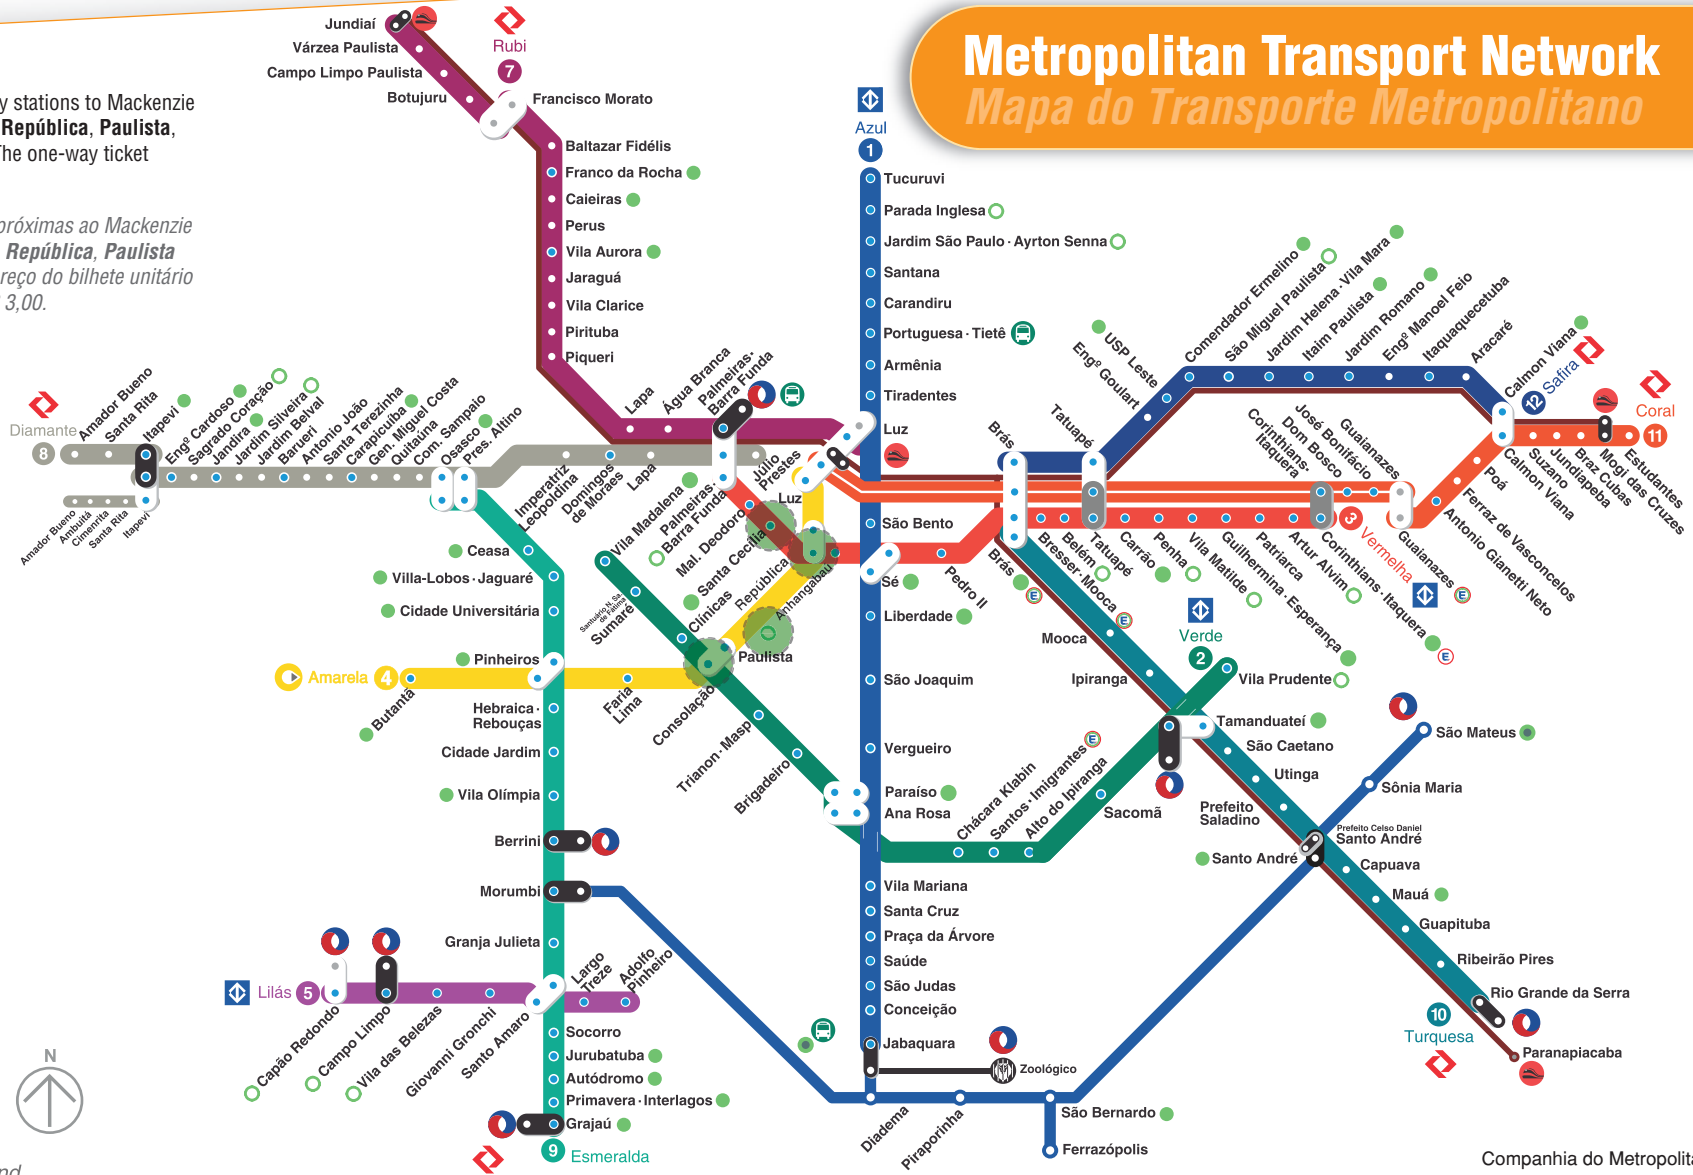 Metropolitan Transport Network
Mapa do Transporte Metropolitano
y stations to Mackenzie
República, Paulista,
The one-way ticket
próximas ao Mackenzie
República, Paulista
reço do bilhete unitário
3,00.
Jundiaí
Várzea Paulista
Campo Limpo Paulista
Botujuru
Rubi
7
Francisco Morato
Baltazar Fidélis
Franco da Rocha
Caieiras
Perus
Vila Aurora
Jaraguá
Vila Clarice
Pirituba
Piqueri
Lapa
Água Branca
Palmeiras·
Barra Funda
Luz
Azul
1
Tucuruvi
Parada Inglesa
Jardim São Paulo · Ayrton Senna
Santana
Carandiru
Portuguesa · Tietê
Armênia
Tiradentes
Luz
São Bento
Sé
Liberdade
São Joaquim
Vergueiro
Paraíso
Ana Rosa
Vila Mariana
Santa Cruz
Praça da Árvore
Saúde
São Judas
Conceição
Jabaquara
Zoológico
Diamante
8
Amador Bueno
Santa Rita
Itapevi
Engº Cardoso
Sagrado Coração
Jandira
Jardim Silveira
Jardim Belval
Barueri
Antonio João
Santa Terezinha
Carapicuíba
Gen. Miguel Costa
Quitaúna
Com. Sampaio
Osasco
Pres. Altino
Imperatriz
Leopoldina
Domingos
de Moraes
Lapa
Palmeiras·
Barra Funda
Júlio
Prestes
Amador Bueno
Ambuitá
Cimenrita
Santa Rita
Itapevi
Ceasa
Villa-Lobos · Jaguaré
Cidade Universitária
Pinheiros
Hebraica ·
Rebouças
Cidade Jardim
Vila Olímpia
Berrini
Morumbi
Granja Julieta
Santo Amaro
Socorro
Jurubatuba
Autódromo
Primavera · Interlagos
Grajaú
9
Esmeralda
Amarela
4
Butantã
Faria
Lima
Paulista
República
Vila Madalena
Santuário N. Sa.
de Fátima
Sumaré
Clínicas
Consolação
Trianon · Masp
Brigadeiro
Chácara Klabin
Santos · Imigrantes
Alto do Ipiranga
Sacomã
Tamanduateí
Vila Prudente
Verde
2
Mal. Deodoro
Santa Cecília
Anhangabaú
Pedro II
Brás
Brás
Bresser · Mooca
Belém
Tatuapé
Tatuapé
Carrão
Penha
Vila Matilde
Guilhermina · Esperança
Patriarca
Artur Alvim
Corinthians · Itaquera
3
Vermelha
Corinthians·
Itaquera
Dom Bosco
José Bonifácio
Guaianazes
Guaianazes
Antonio Gianetti Neto
Ferraz de Vasconcelos
Poá
Calmon Viana
Suzano
Jundiapeba
Braz Cubas
Mogi das Cruzes
Estudantes
11
Coral
USP Leste
Engº Goulart
Comendador Ermelino
São Miguel Paulista
Jardim Helena · Vila Mara
Itaim Paulista
Jardim Romano
Engº Manoel Feio
Itaquaquecetuba
Aracaré
Calmon Viana
12
Safira
Mooca
Ipiranga
São Caetano
Utinga
Prefeito
Saladino
Prefeito Celso Daniel
Santo André
Santo André
Capuava
Mauá
Guapituba
Ribeirão Pires
Rio Grande da Serra
Paranapiacaba
10
Turquesa
São Mateus
Sônia Maria
Diadema
Piraporinha
São Bernardo
Ferrazópolis
Lilás
5
Capão Redondo
Campo Limpo
Vila das Belezas
Giovanni Gronchi
Largo
Treze
Adolfo
Pinheiro
E
E
E
E
E
N
Companhia do Metropolita